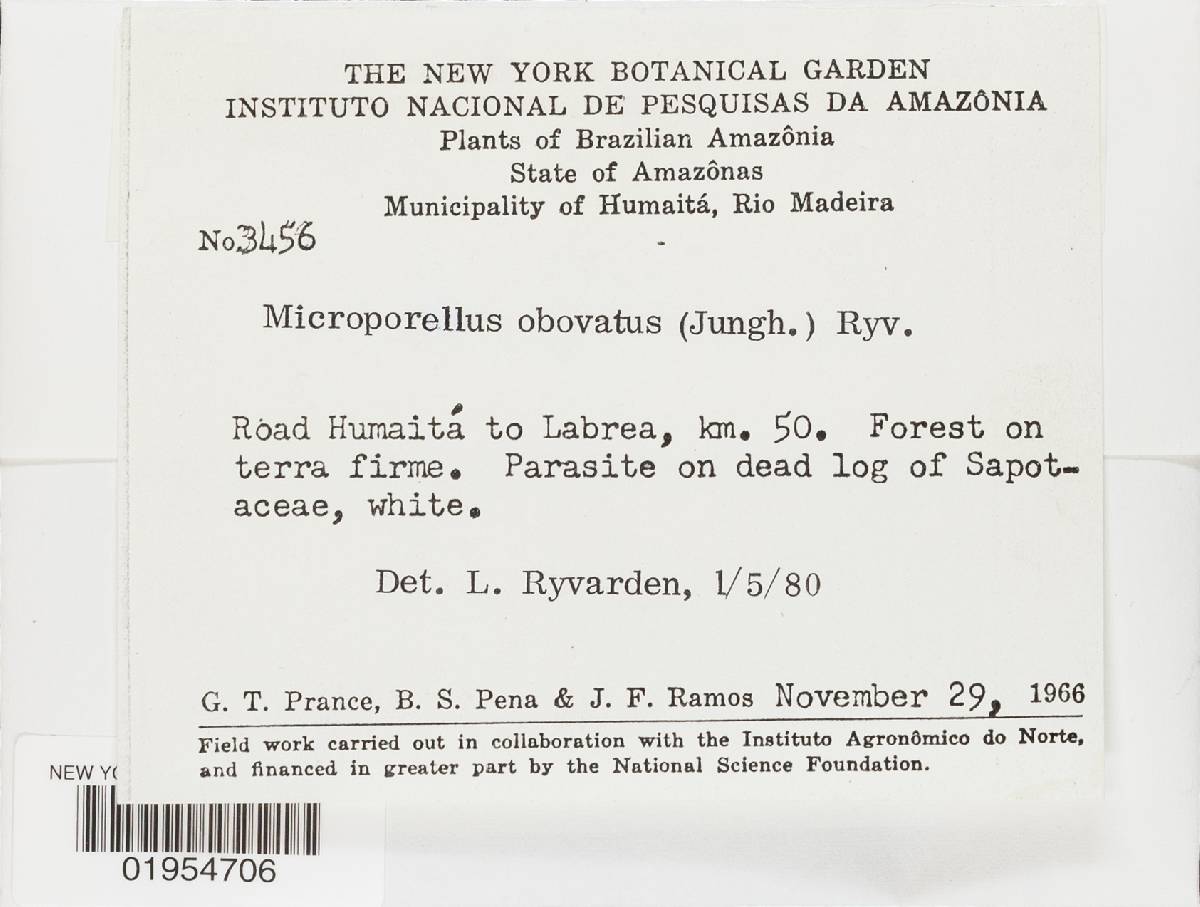 THE NEW YORK BOTANICAL GARDEN
INSTITUTO NACIONAL DE PESQUISAS DA AMAZÔNIA
Plants of Brazilian Amazônia
State of Amazônas
Municipality of Humaitá, Rio Madeira
No 3456
Microporellus obovatus (Jungh.) Ryv.
Road Humaitá to Labrea, km. 50. Forest on
terra firme. Parasite on dead log of Sapot-
aceae, white.
Det. L. Ryvarden, 1/5/80
G. T. Prance, B. S. Pena & J. F. Ramos November 29, 1966
Field work carried out in collaboration with the Instituto Agronômico do Norte,
and financed in greater part by the National Science Foundation.
NEW
01954706